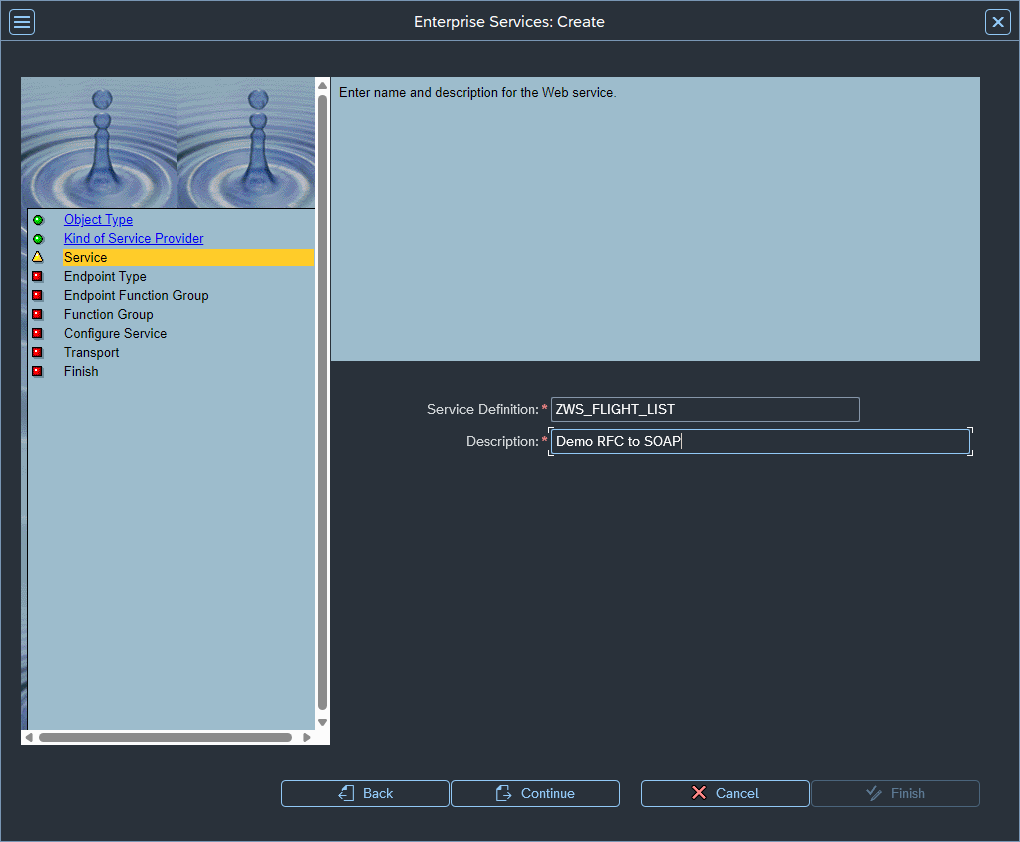 Enterprise Services: Create
Enter name and description for the Web service.
Object Type
Kind of Service Provider
Service
Endpoint Type
Endpoint Function Group
Function Group
Configure Service
Transport
Finish
Service Definition:* ZWS_FLIGHT_LIST
Description:* Demo RFC to SOAP
Back Continue Cancel Finish